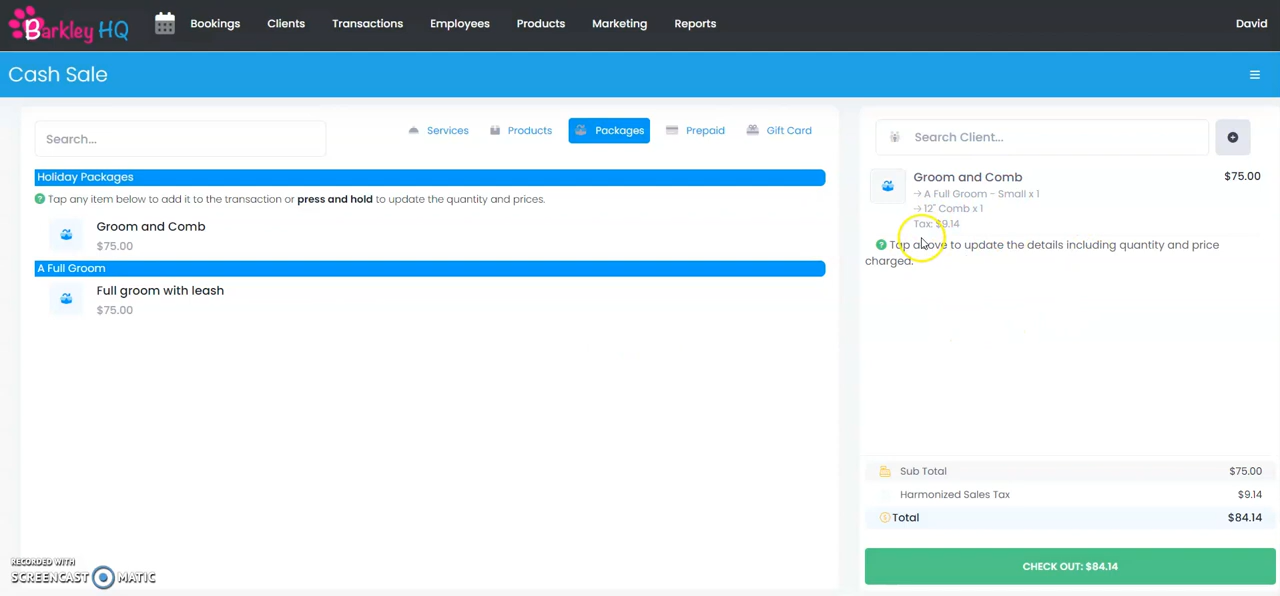 Barkley HQ
Bookings
Clients
Transactions
Employees
Products
Marketing
Reports
David
Cash Sale
Search...
Services
Products
Packages
Prepaid
Gift Card
Holiday Packages
Tap any item below to add it to the transaction or press and hold to update the quantity and prices.
Groom and Comb
$75.00
A Full Groom
Full groom with leash
$75.00
Search Client...
Groom and Comb
$75.00
→ A Full Groom - Small x 1
→ 12" Comb x 1
Tax: $9.14
Tap above to update the details including quantity and price
charged.
Sub Total
$75.00
Harmonized Sales Tax
$9.14
Total
$84.14
CHECK OUT: $84.14
RECORDED WITH
SCREENCAST MATIC